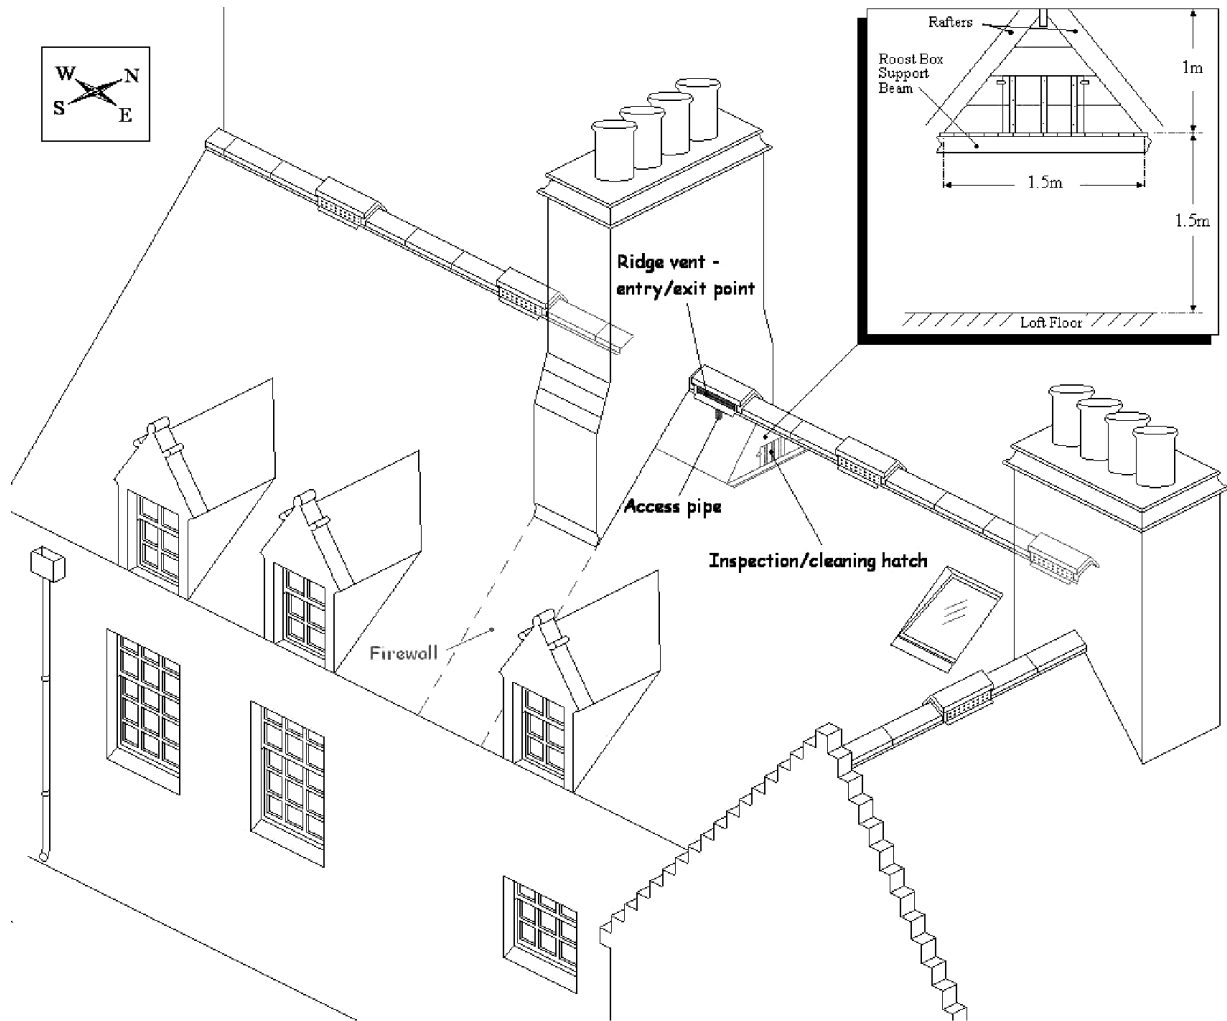 W N
S E
Rafters
Roost Box
Support
Beam
1m
1.5m
1.5m
Loft Floor
Ridge vent -
entry/exit point
Access pipe
Inspection/cleaning hatch
Firewall